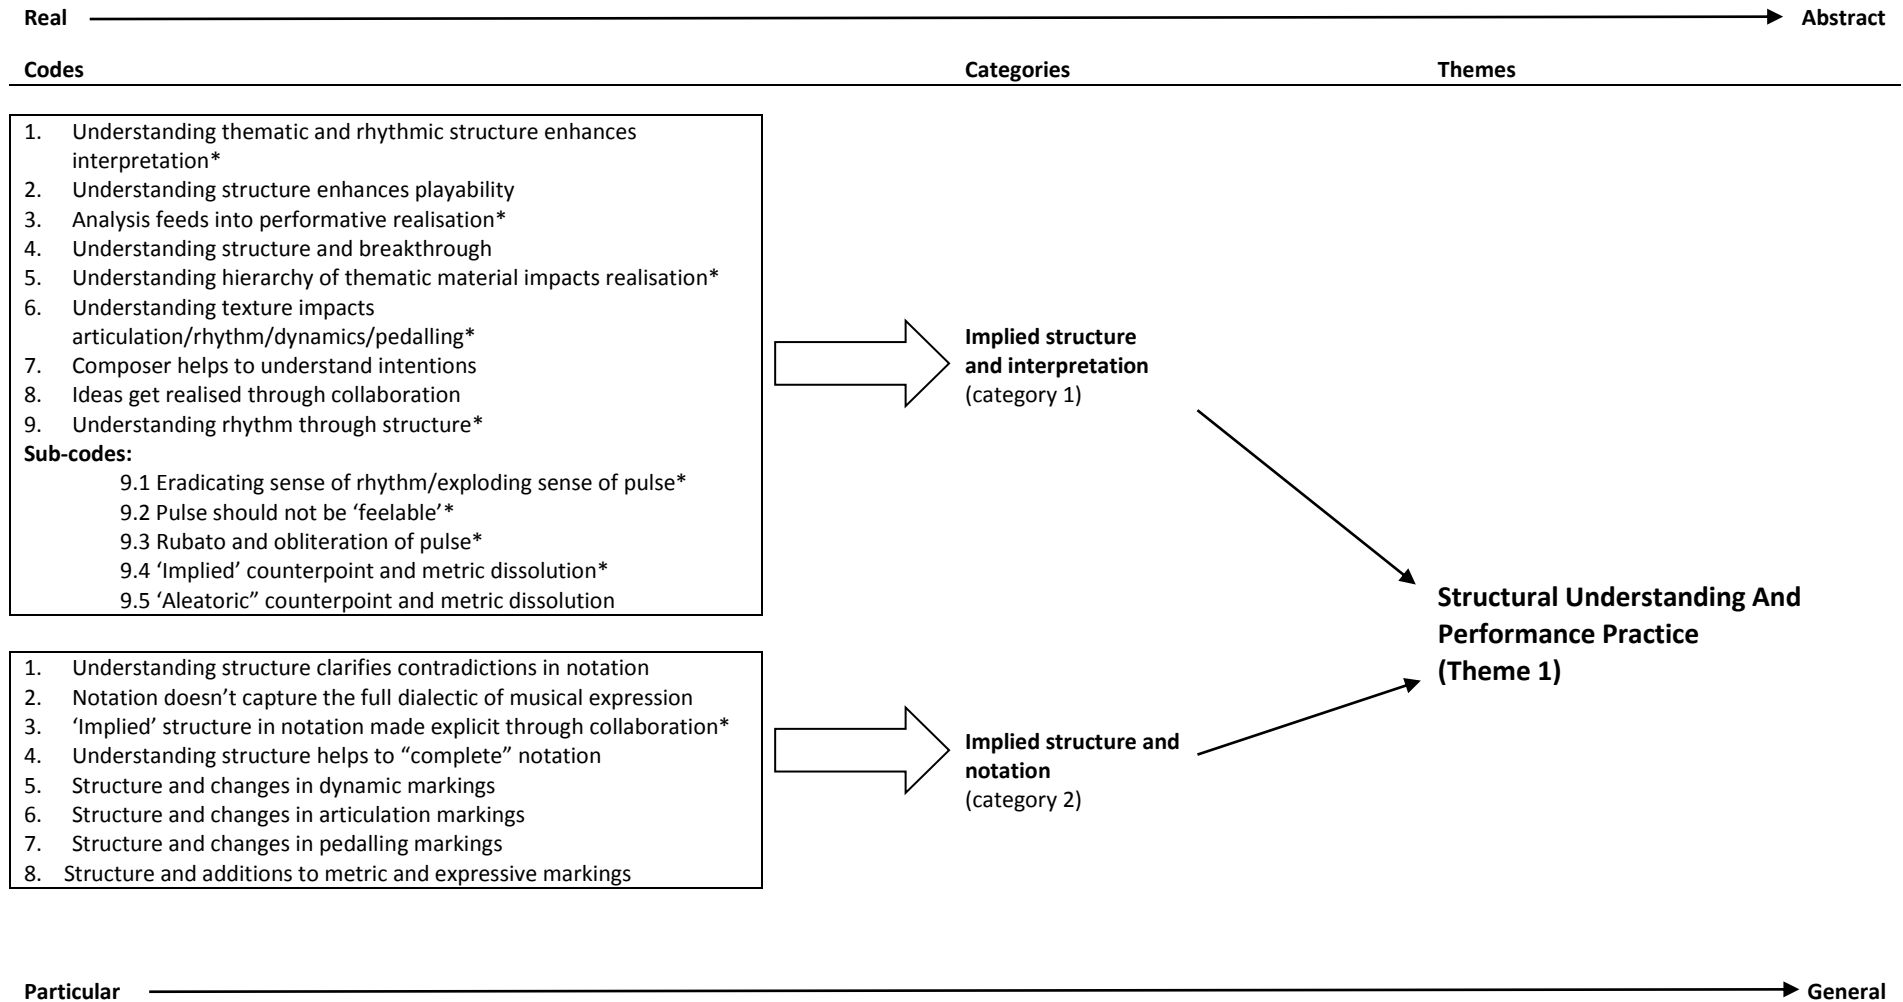 Real Abstract
Codes Categories Themes
1. Understanding thematic and rhythmic structure enhances
interpretation*
2. Understanding structure enhances playability
3. Analysis feeds into performative realisation*
4. Understanding structure and breakthrough
5. Understanding hierarchy of thematic material impacts realisation*
6. Understanding texture impacts
articulation/rhythm/dynamics/pedalling*
7. Composer helps to understand intentions
8. Ideas get realised through collaboration
9. Understanding rhythm through structure*
Sub-codes:
9.1 Eradicating sense of rhythm/exploding sense of pulse*
9.2 Pulse should not be ‘feelable’*
9.3 Rubato and obliteration of pulse*
9.4 ‘Implied’ counterpoint and metric dissolution*
9.5 ‘Aleatoric” counterpoint and metric dissolution
Implied structure
and interpretation
(category 1)
1. Understanding structure clarifies contradictions in notation
2. Notation doesn’t capture the full dialectic of musical expression
3. ‘Implied’ structure in notation made explicit through collaboration*
4. Understanding structure helps to “complete” notation
5. Structure and changes in dynamic markings
6. Structure and changes in articulation markings
7. Structure and changes in pedalling markings
8. Structure and additions to metric and expressive markings
Implied structure and
notation
(category 2)
Structural Understanding And
Performance Practice
(Theme 1)
Particular General